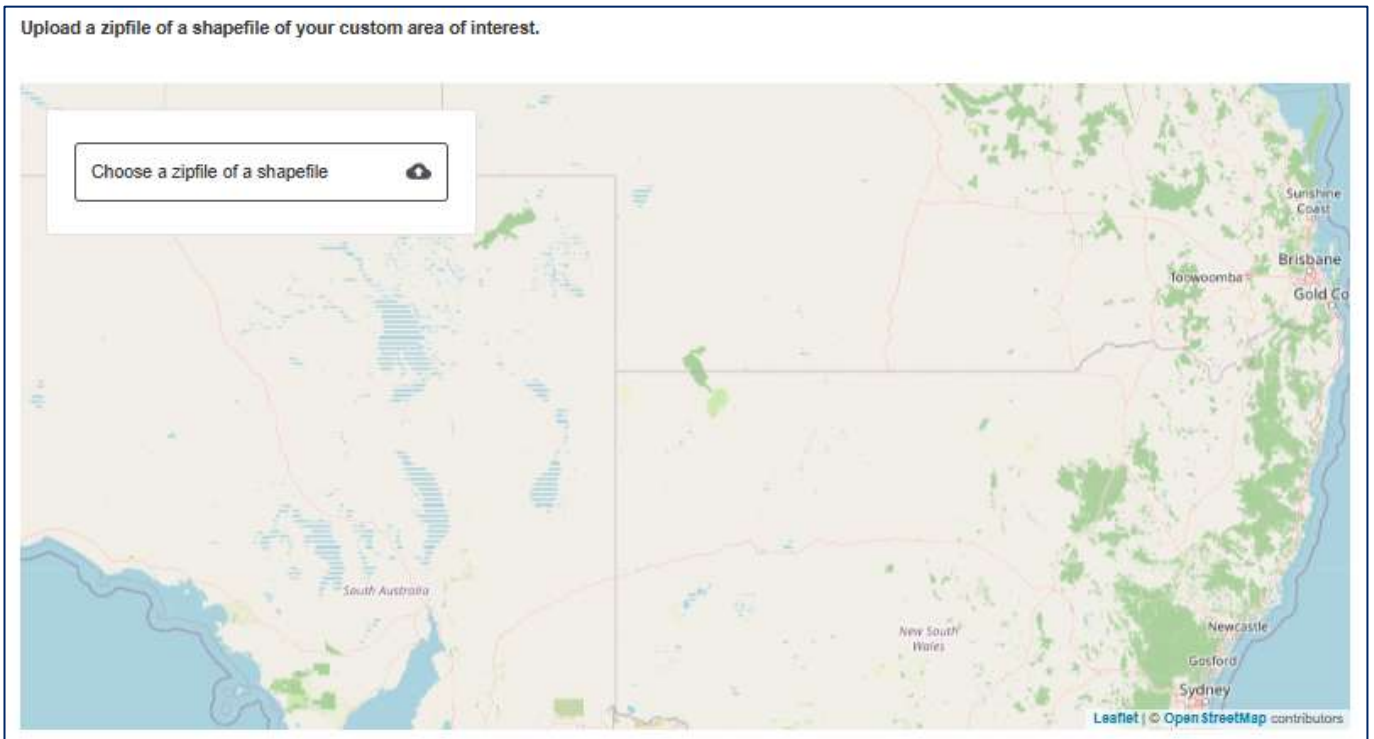 Upload a zipfile of a shapefile of your custom area of interest.
Choose a zipfile of a shapefile
Sunshine
Coast
Brisbane
Toowoomba
Gold Co
South Australia
New South
Wales
Newcastle
Gosford
Sydney
Leaflet | © OpenStreetMap contributors